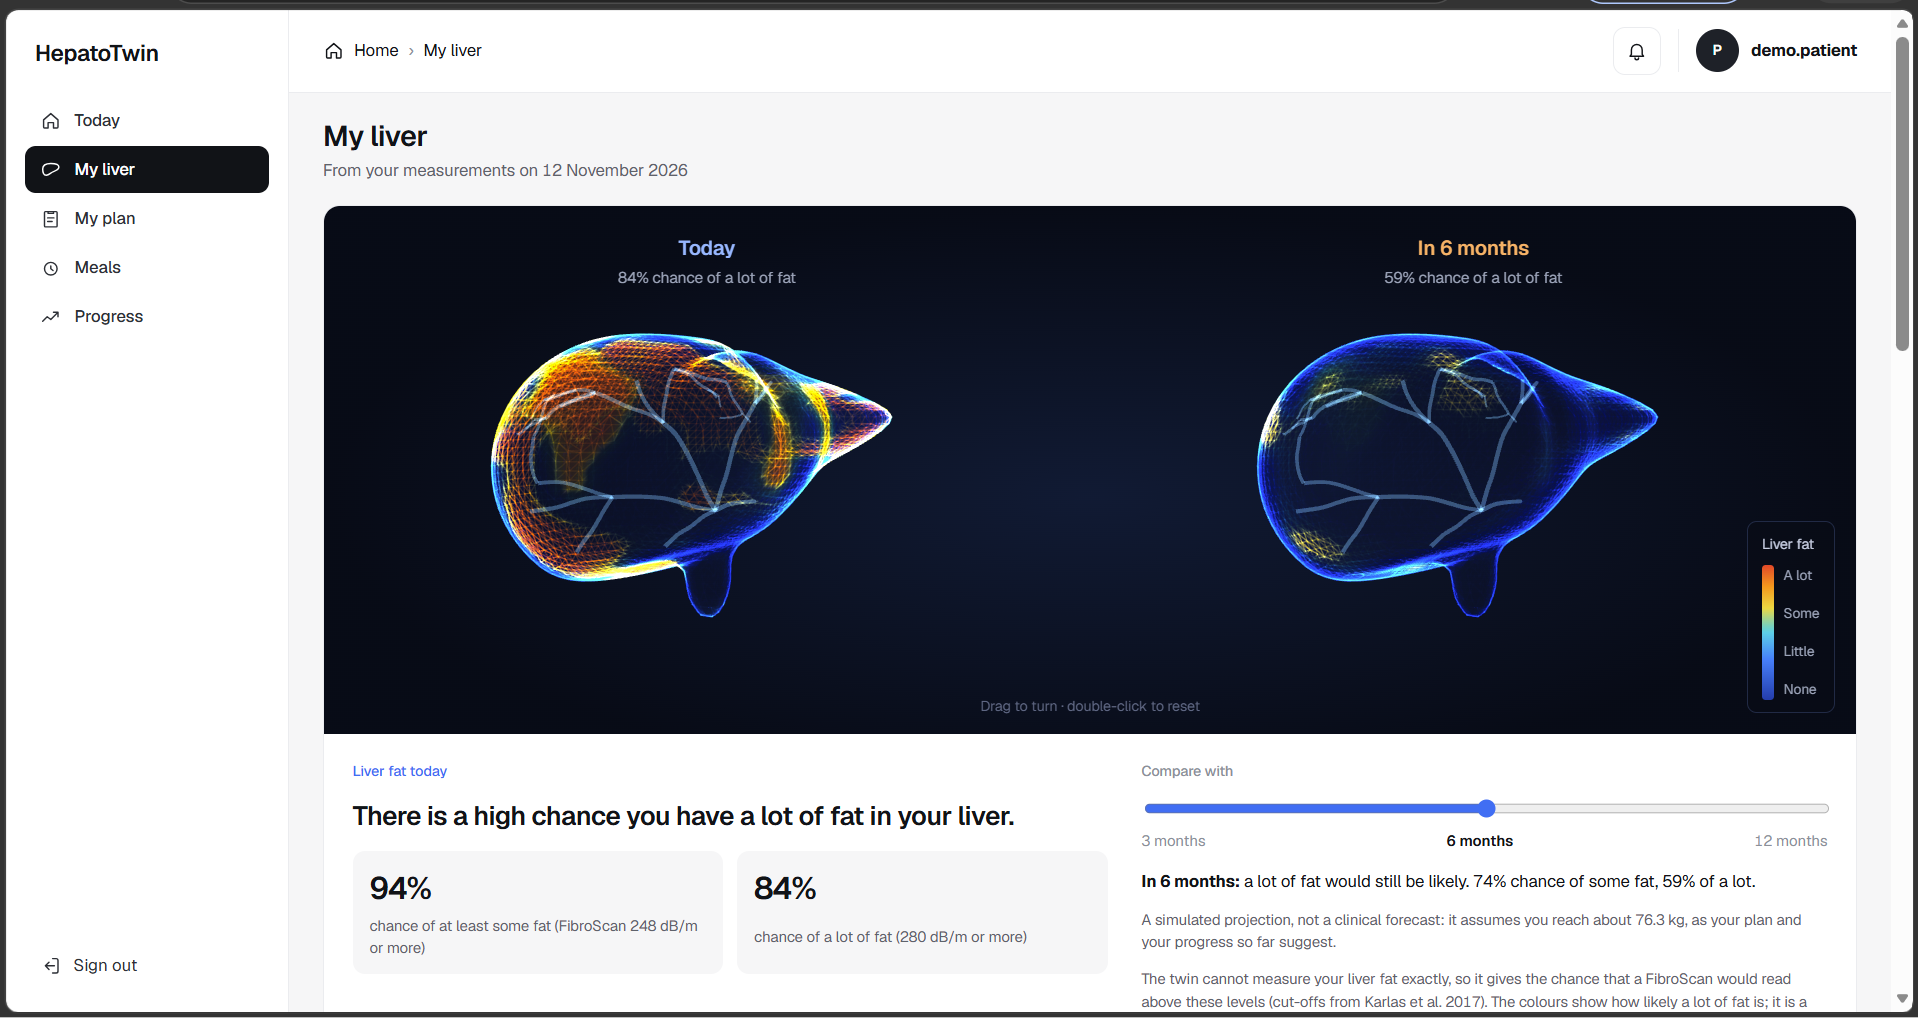 HepatoTwin
Today
My liver
My plan
Meals
Progress
Sign out
Home › My liver
P
demo.patient
My liver
From your measurements on 12 November 2026
Today
84% chance of a lot of fat
In 6 months
59% chance of a lot of fat
Liver fat
A lot
Some
Little
None
Drag to turn · double-click to reset
Liver fat today
There is a high chance you have a lot of fat in your liver.
94%
chance of at least some fat (FibroScan 248 dB/m
or more)
84%
chance of a lot of fat (280 dB/m or more)
Compare with
3 months
6 months
12 months
In 6 months: a lot of fat would still be likely. 74% chance of some fat, 59% of a lot.
A simulated projection, not a clinical forecast: it assumes you reach about 76.3 kg, as your plan and
your progress so far suggest.
The twin cannot measure your liver fat exactly, so it gives the chance that a FibroScan would read
above these levels (cut-offs from Karlas et al. 2017). The colours show how likely a lot of fat is; it is a